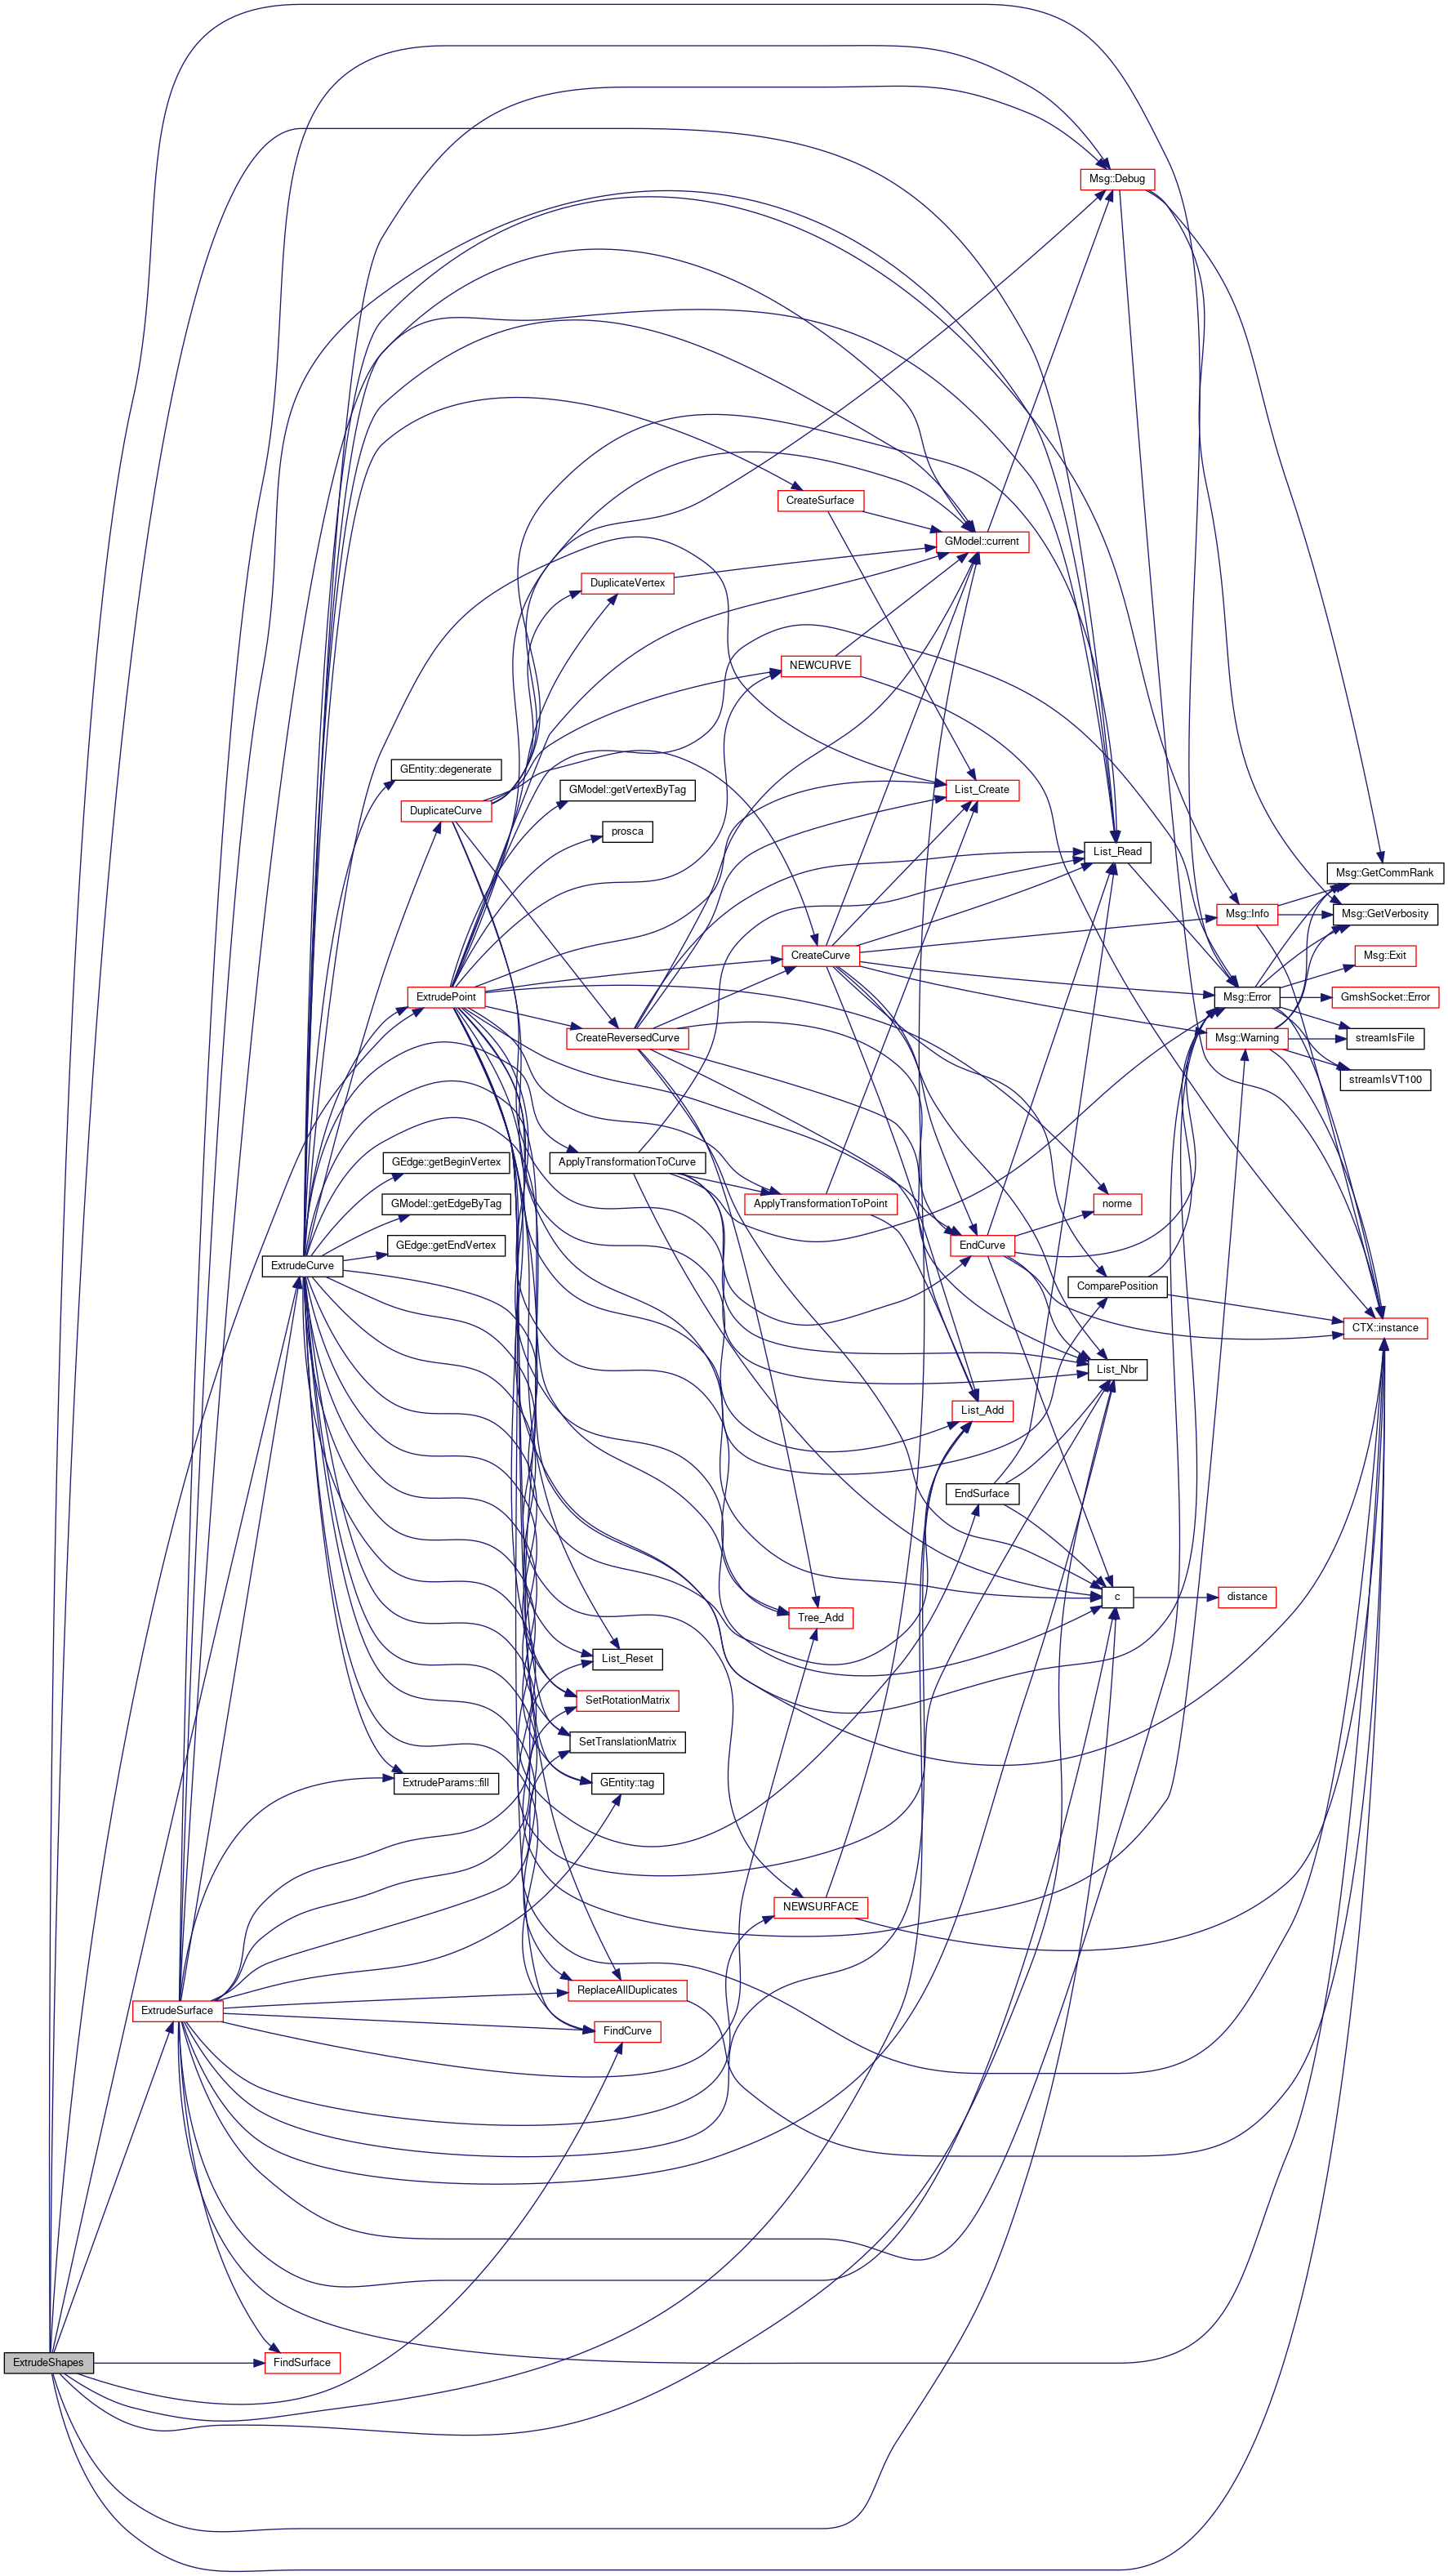 Msg::Debug
CreateSurface
GModel::current
DuplicateVertex
NEWCURVE
GEntity::degenerate
DuplicateCurve
GModel::getVertexByTag
List_Create
prosca
List_Read
Msg::GetCommRank
Msg::Info
Msg::GetVerbosity
CreateCurve
Msg::Exit
ExtrudePoint
Msg::Error
GmshSocket::Error
CreateReversedCurve
Msg::Warning
streamIsFile
streamIsVT100
GEdge::getBeginVertex
ApplyTransformationToCurve
GModel::getEdgeByTag
ApplyTransformationToPoint
norme
GEdge::getEndVertex
EndCurve
ExtrudeCurve
ComparePosition
CTX::instance
List_Nbr
List_Add
EndSurface
c
distance
Tree_Add
List_Reset
SetRotationMatrix
SetTranslationMatrix
ExtrudeParams::fill
GEntity::tag
NEWSURFACE
ReplaceAllDuplicates
ExtrudeSurface
FindCurve
ExtrudeShapes
FindSurface